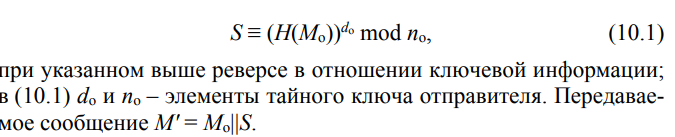 S ≡ (H(Mₒ))ᵈₒ mod nₒ, (10.1)
при указанном выше реверсе в отношении ключевой информации;
в (10.1) dₒ и nₒ – элементы тайного ключа отправителя. Передавае-
мое сообщение M′ = Mₒ||S.